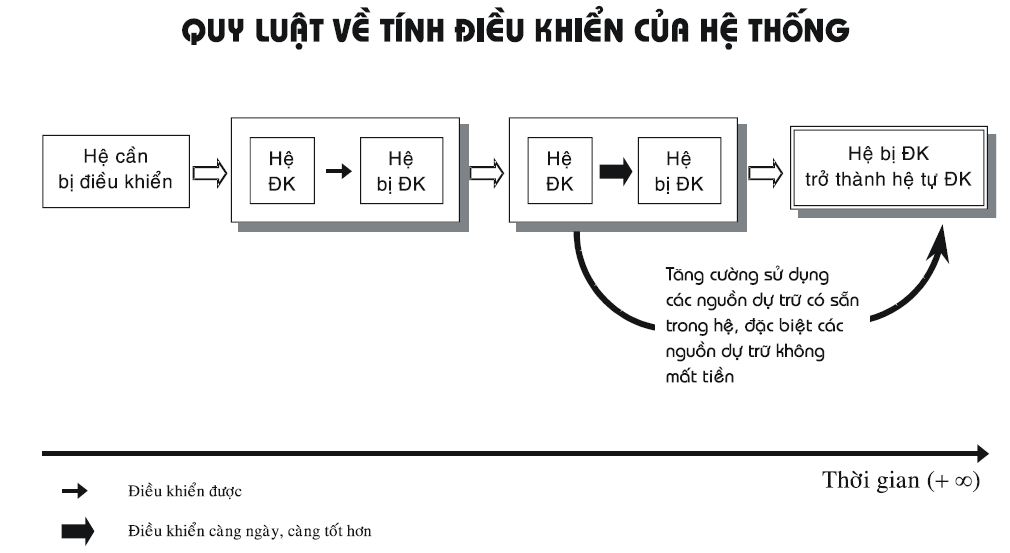 QUY LUẬT VỀ TÍNH ĐIỀU KHIỂN CỦA HỆ THỐNG
Hệ cần
bị điều khiển
Hệ
ĐK
Hệ
bị ĐK
Hệ
ĐK
Hệ
bị ĐK
Hệ bị ĐK
trở thành hệ tự ĐK
Tăng cường sử dụng
các nguồn dự trữ có sẵn
trong hệ, đặc biệt các
nguồn dự trữ không
mất tiền
Thời gian (+ ∞)
Điều khiển được
Điều khiển càng ngày, càng tốt hơn